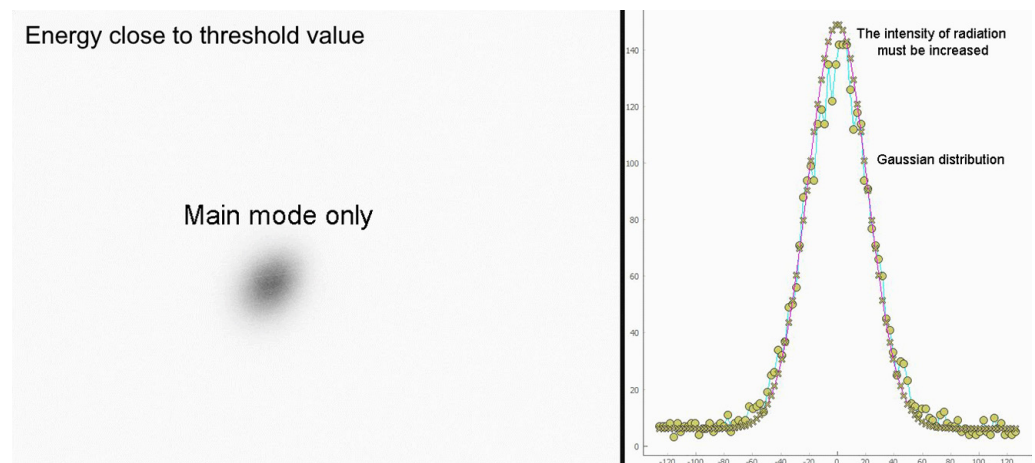 Energy close to threshold value
Main mode only
The intensity of radiation
must be increased
Gaussian distribution
140
120
100
80
60
40
20
0
-120 -100 -80 -60 -40 -20 0 20 40 60 80 100 120